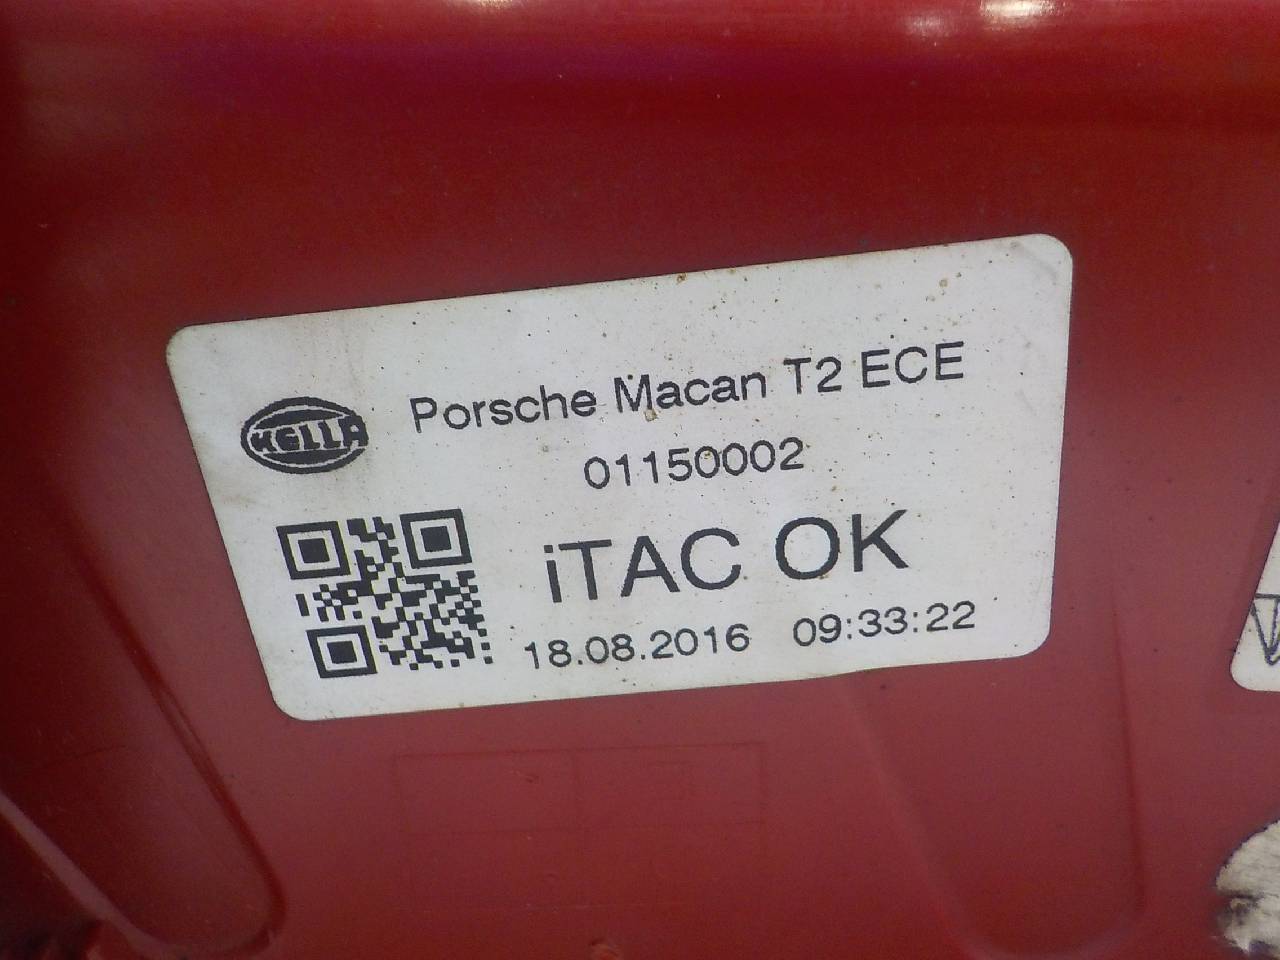 HELLA
Porsche Macan T2 ECE
01150002
iTAC OK
18.08.2016 09:33:22